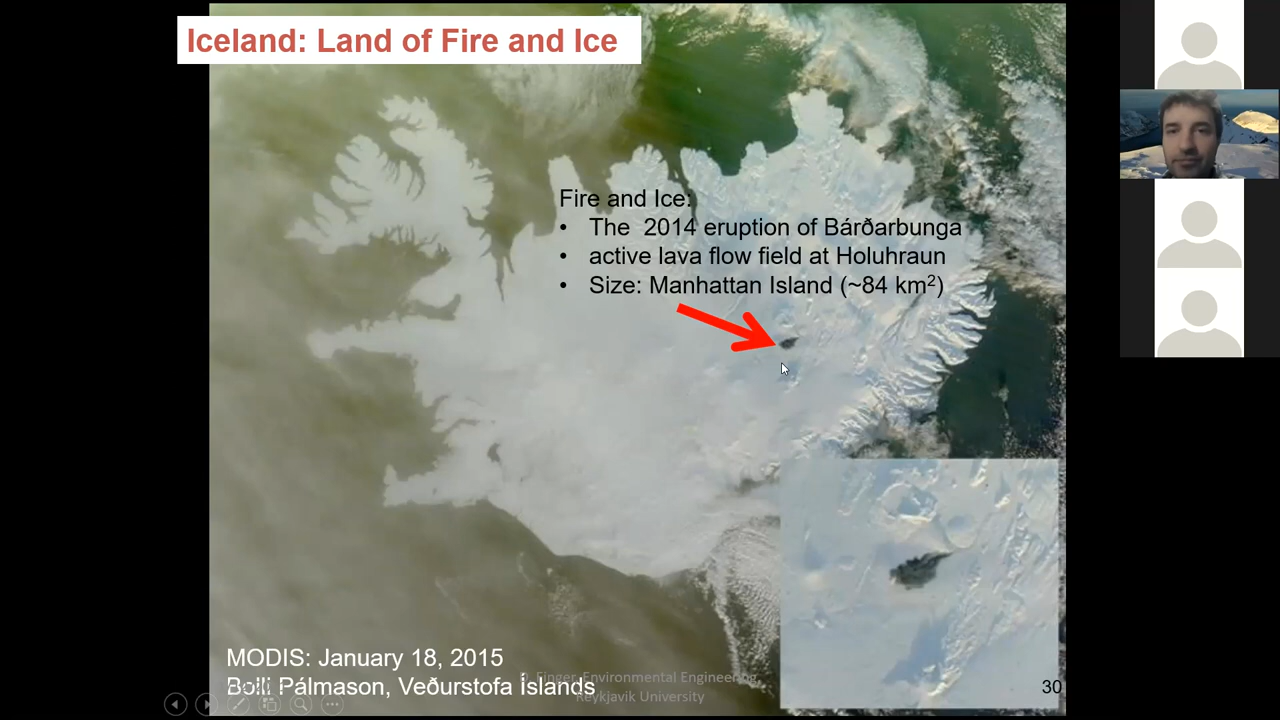 Iceland: Land of Fire and Ice
Fire and Ice:
• The 2014 eruption of Bárðarbunga
• active lava flow field at Holuhraun
• Size: Manhattan Island (~84 km²)
MODIS: January 18, 2015
Bolli Pálmason, Veðurstofa Íslands
D. Finger, Environmental Engineering,
Reykjavik University
30